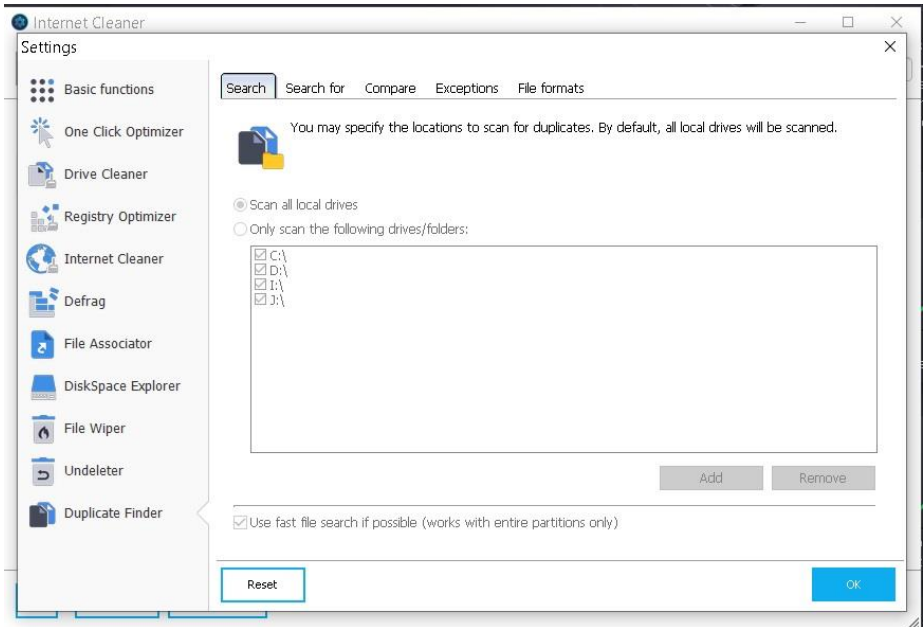 Internet Cleaner
Settings
Basic functions
One Click Optimizer
Drive Cleaner
Registry Optimizer
Internet Cleaner
Defrag
File Associator
DiskSpace Explorer
File Wiper
Undeleter
Duplicate Finder
Search Search for Compare Exceptions File formats
You may specify the locations to scan for duplicates. By default, all local drives will be scanned.
Scan all local drives
Only scan the following drives/folders:
C:\
D:\
I:\
J:\
Add Remove
Use fast file search if possible (works with entire partitions only)
Reset OK